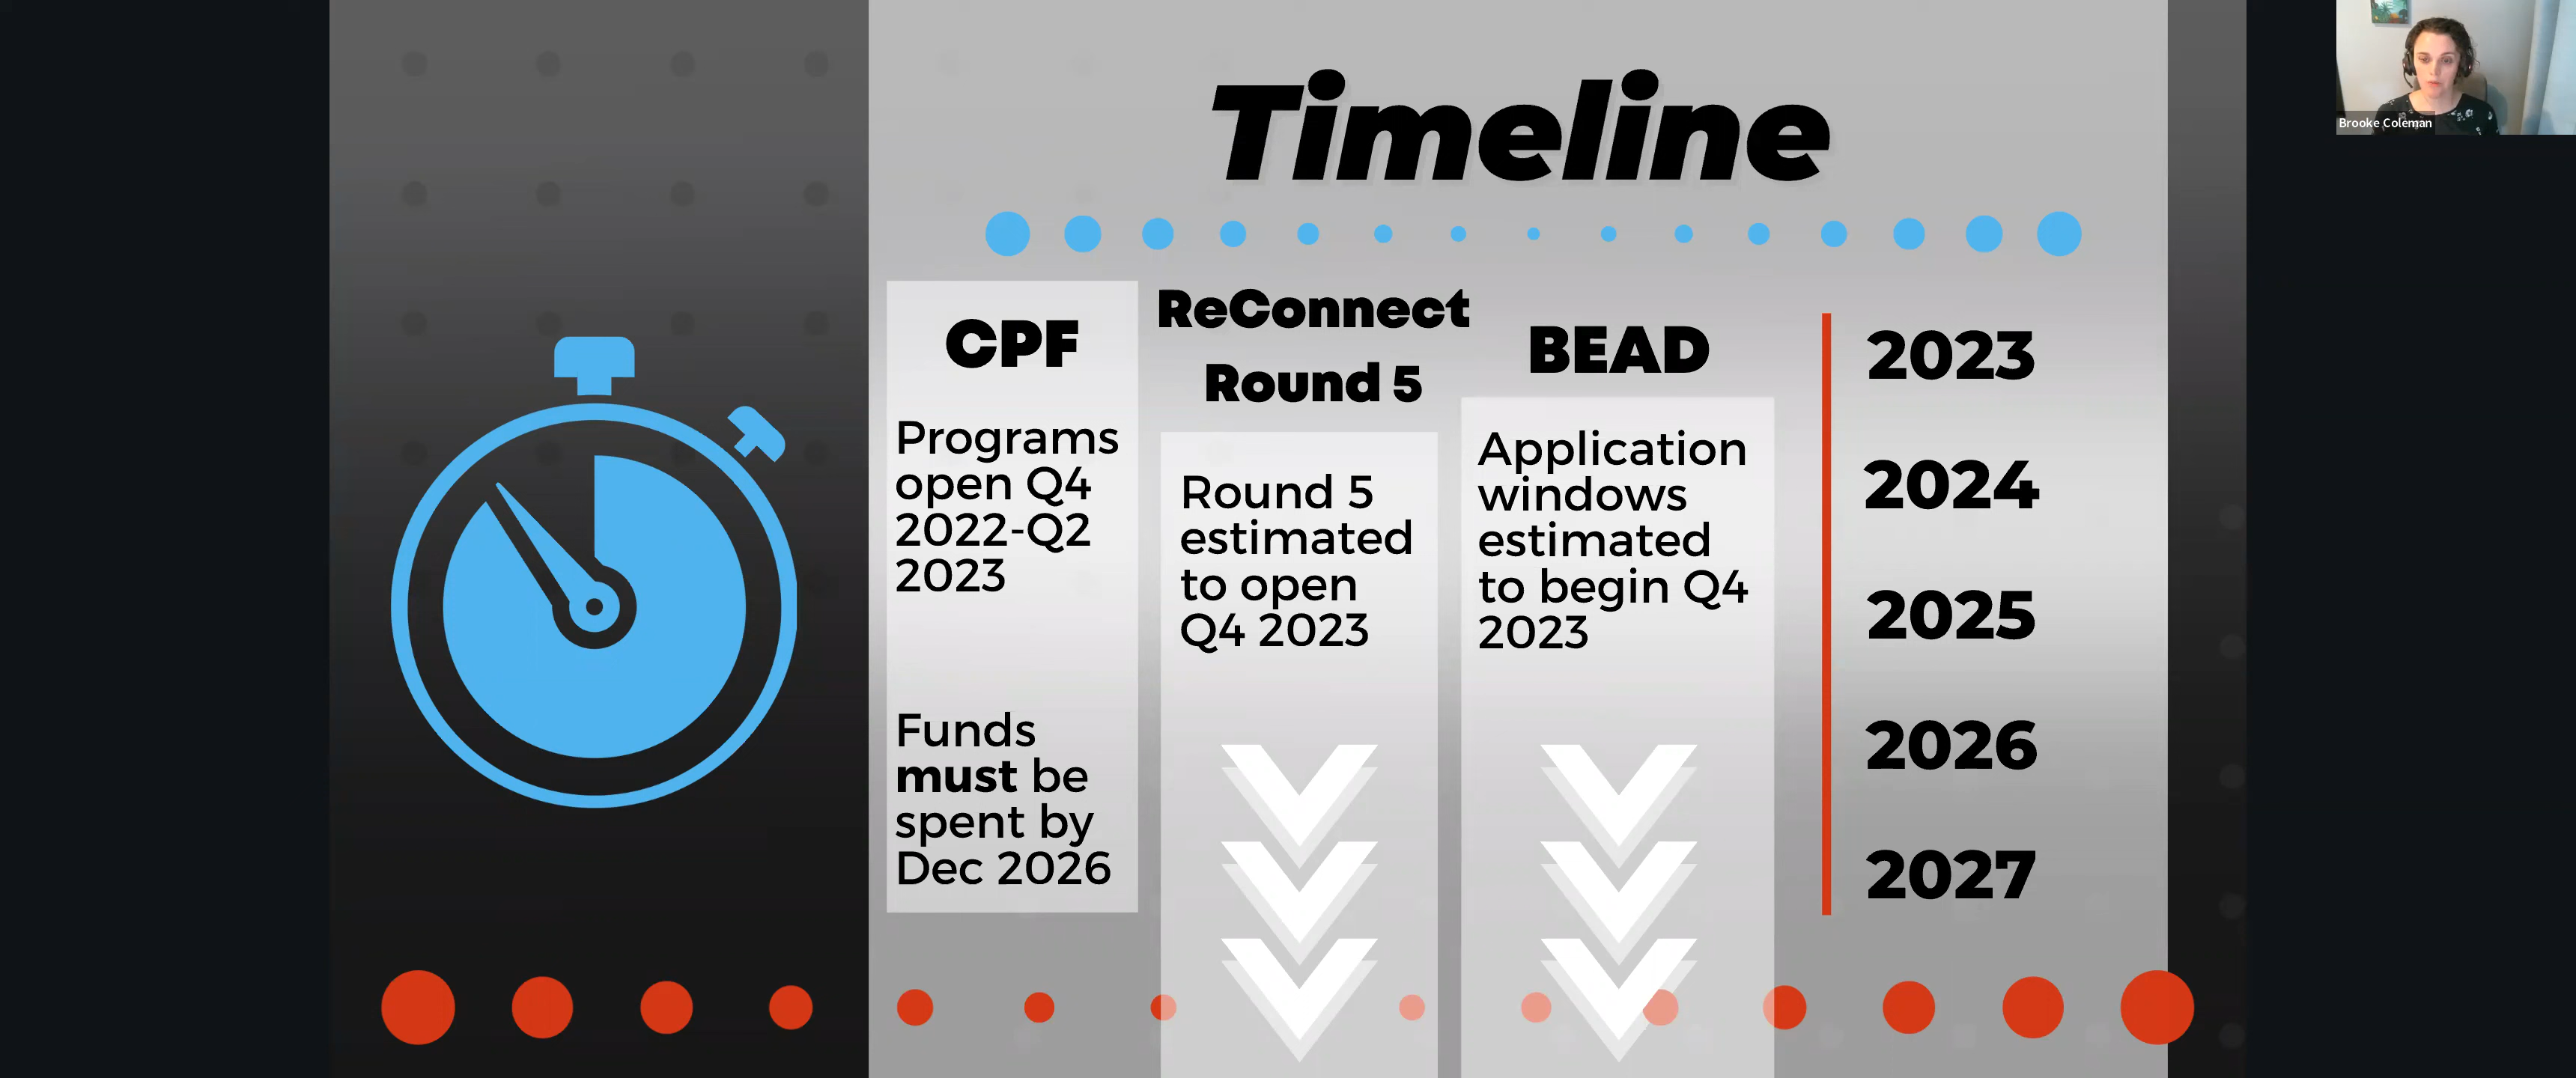 Timeline
CPF
Programs
open Q4
2022-Q2
2023
Funds
must be
spent by
Dec 2026
ReConnect
Round 5
Round 5
estimated
to open
Q4 2023
BEAD
Application
windows
estimated
to begin Q4
2023
2023
2024
2025
2026
2027
Brooke Coleman